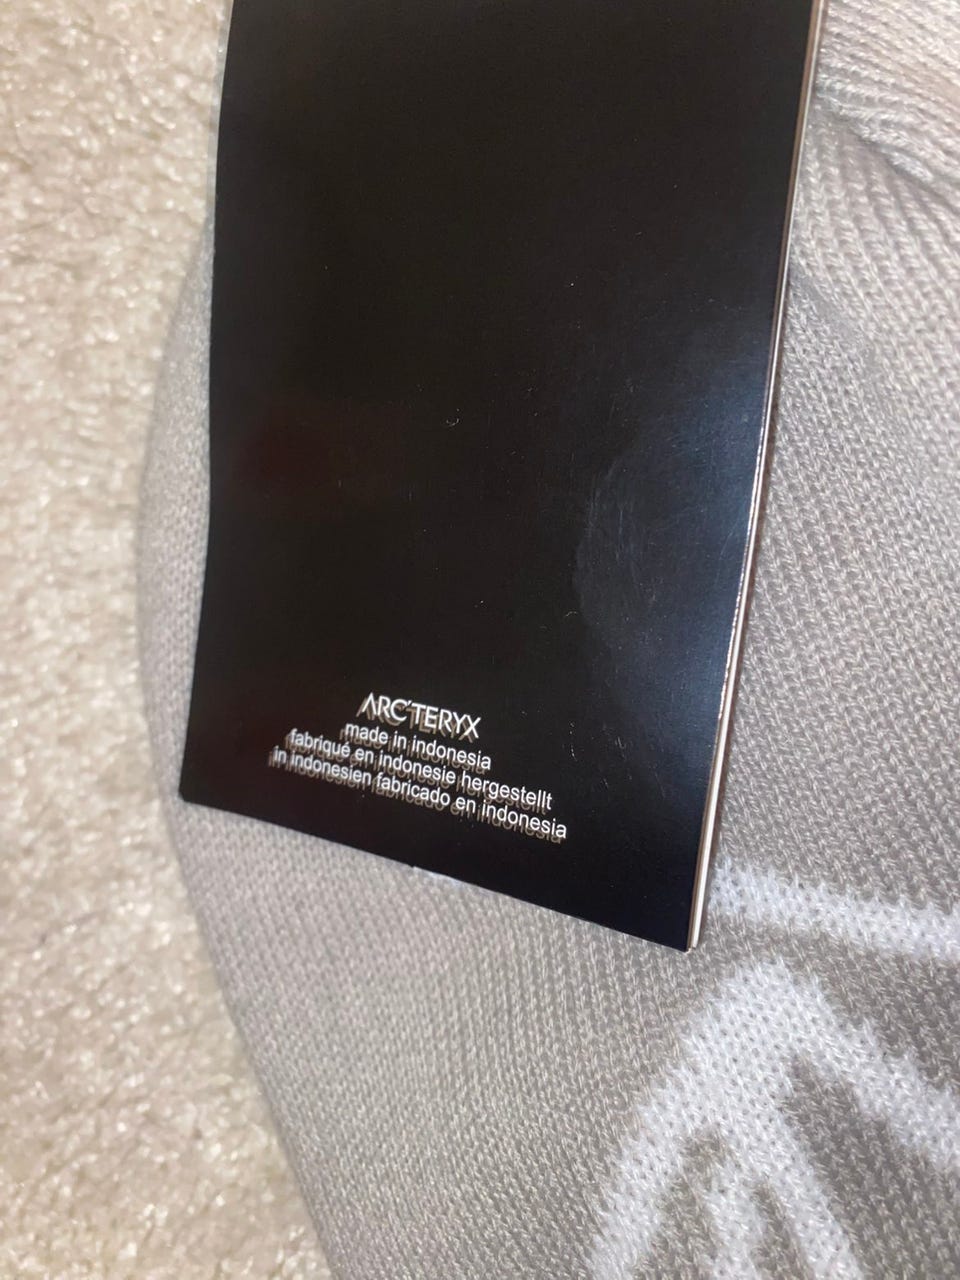 ARC'TERYX
made in indonesia
fabriqué en indonesie hergestellt
in indonesien fabricado en indonesia